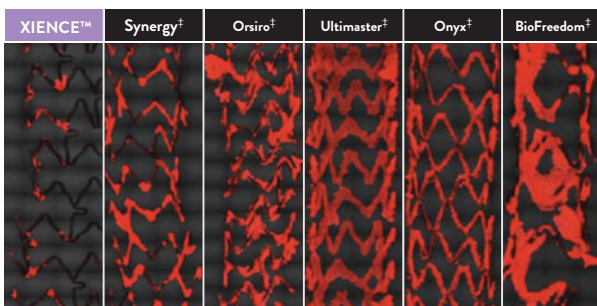 XIENCE™
Synergy‡
Orsiro‡
Ultimaster‡
Onyx‡
BioFreedom‡